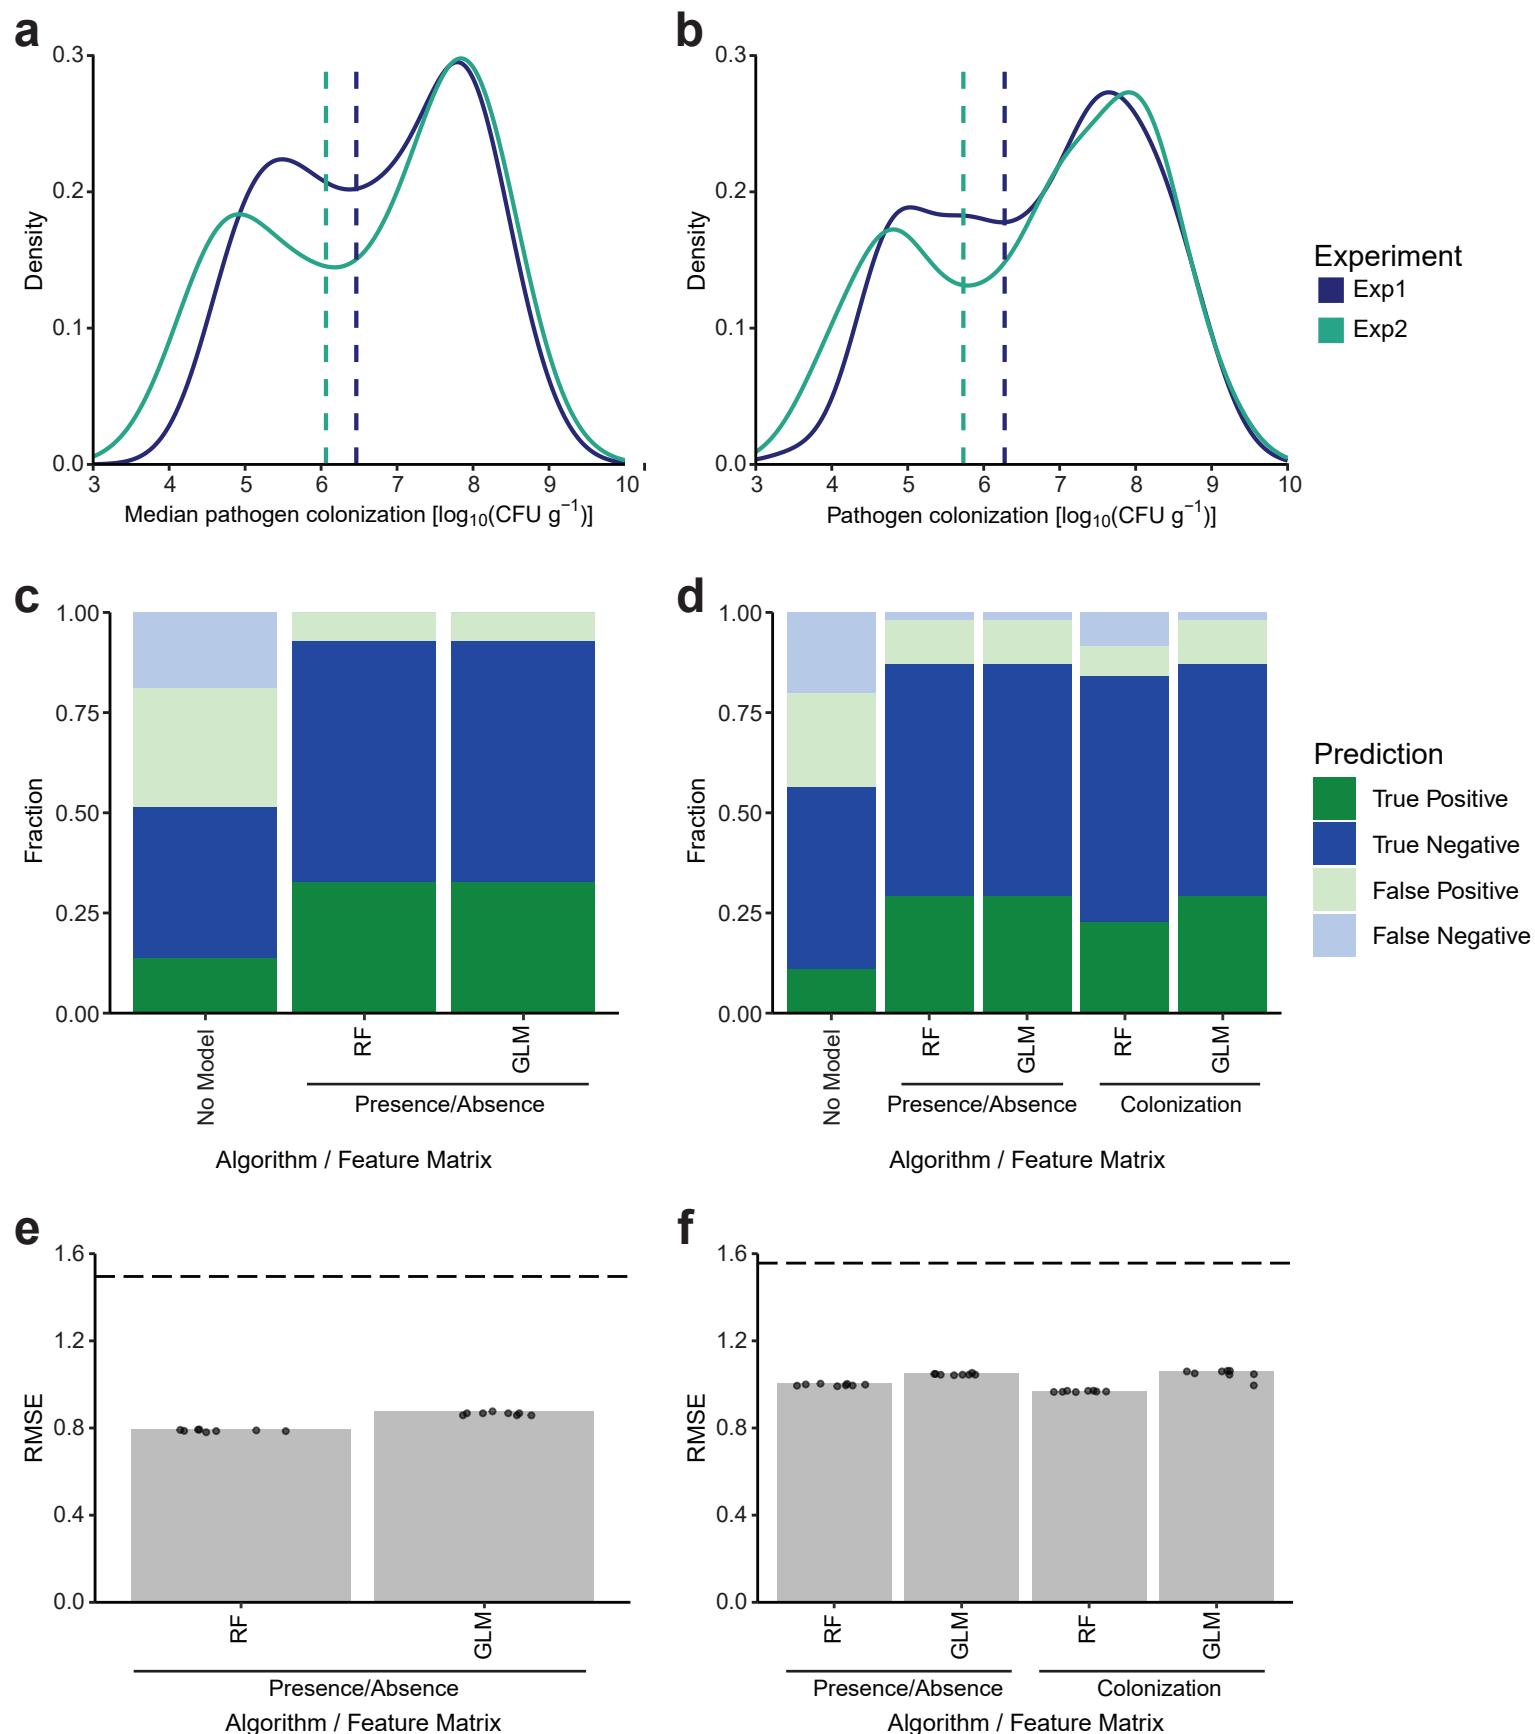 a
0.3
0.2
0.1
0.0
Density
3 4 5 6 7 8 9 10
Median pathogen colonization [log₁₀(CFU g⁻¹)]
b
0.3
0.2
0.1
0.0
Density
3 4 5 6 7 8 9 10
Pathogen colonization [log₁₀(CFU g⁻¹)]
Experiment
Exp1
Exp2
c
1.00
0.75
0.50
0.25
0.00
Fraction
No Model RF GLM
Presence/Absence
Algorithm / Feature Matrix
d
1.00
0.75
0.50
0.25
0.00
Fraction
No Model RF GLM RF GLM
Presence/Absence Colonization
Algorithm / Feature Matrix
Prediction
True Positive
True Negative
False Positive
False Negative
e
1.6
1.2
0.8
0.4
0.0
RMSE
RF GLM
Presence/Absence
Algorithm / Feature Matrix
f
1.6
1.2
0.8
0.4
0.0
RMSE
RF GLM RF GLM
Presence/Absence Colonization
Algorithm / Feature Matrix